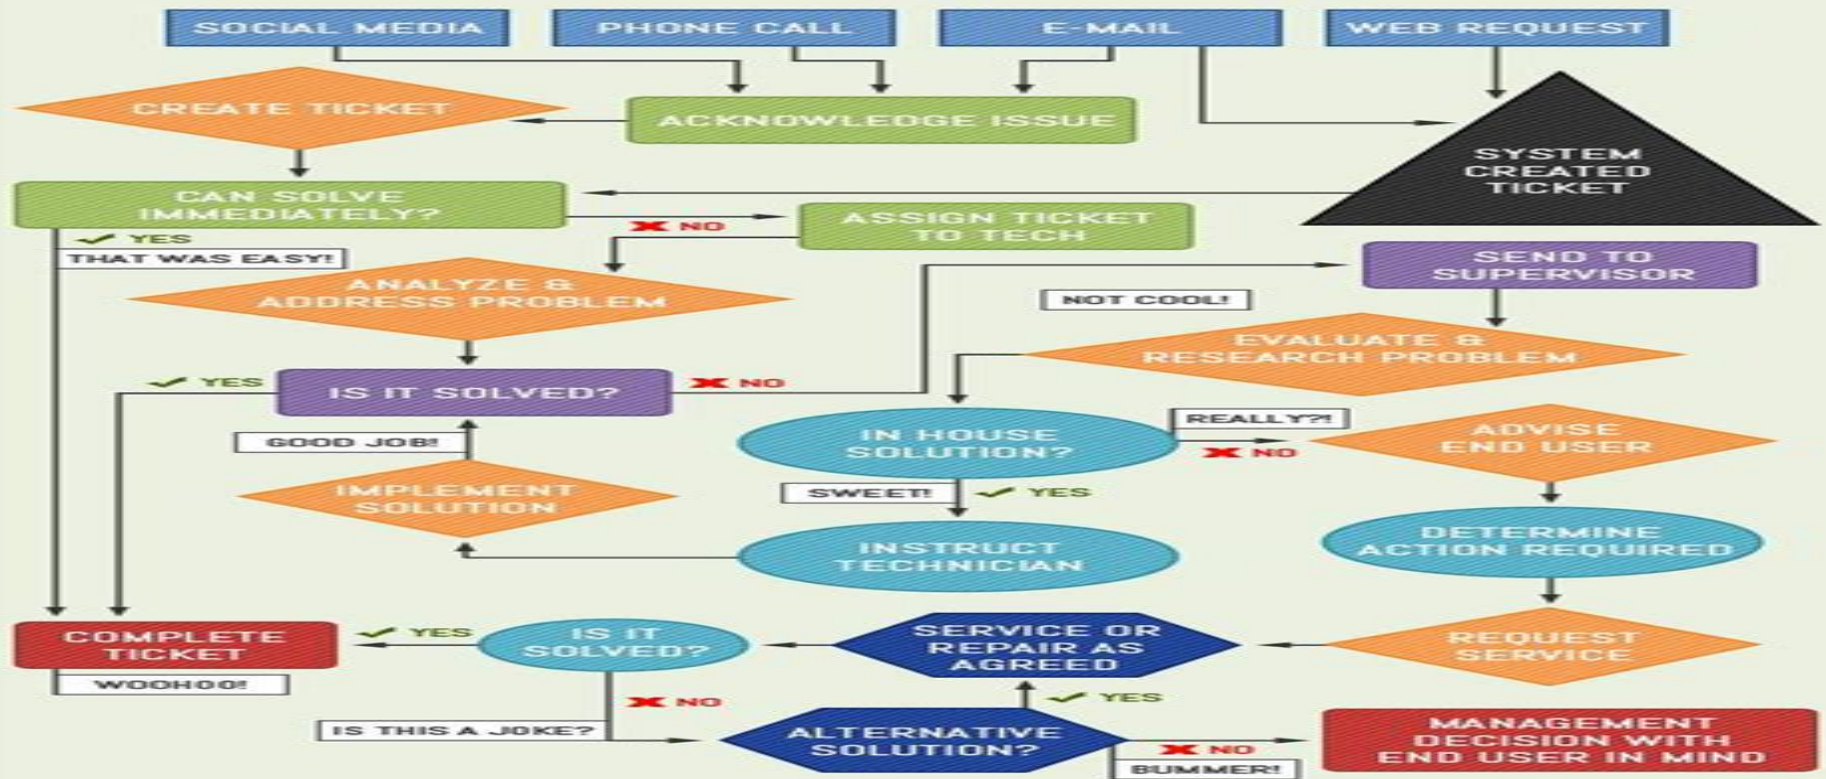 SOCIAL MEDIA
PHONE CALL
E-MAIL
WEB REQUEST
CREATE TICKET
ACKNOWLEDGE ISSUE
SYSTEM
CREATED
TICKET
CAN SOLVE
IMMEDIATELY?
NO
ASSIGN TICKET
TO TECH
YES
THAT WAS EASY!
SEND TO
SUPERVISOR
ANALYZE &
ADDRESS PROBLEM
NOT COOL!
EVALUATE &
RESEARCH PROBLEM
YES
IS IT SOLVED?
NO
GOOD JOB!
IN HOUSE
SOLUTION?
REALLY?!
NO
ADVISE
END USER
IMPLEMENT
SOLUTION
SWEET!
YES
INSTRUCT
TECHNICIAN
DETERMINE
ACTION REQUIRED
COMPLETE
TICKET
WOOHOO!
YES
IS IT
SOLVED?
SERVICE OR
REPAIR AS
AGREED
REQUEST
SERVICE
NO
IS THIS A JOKE?
YES
ALTERNATIVE
SOLUTION?
NO
BUMMER!
MANAGEMENT
DECISION WITH
END USER IN MIND